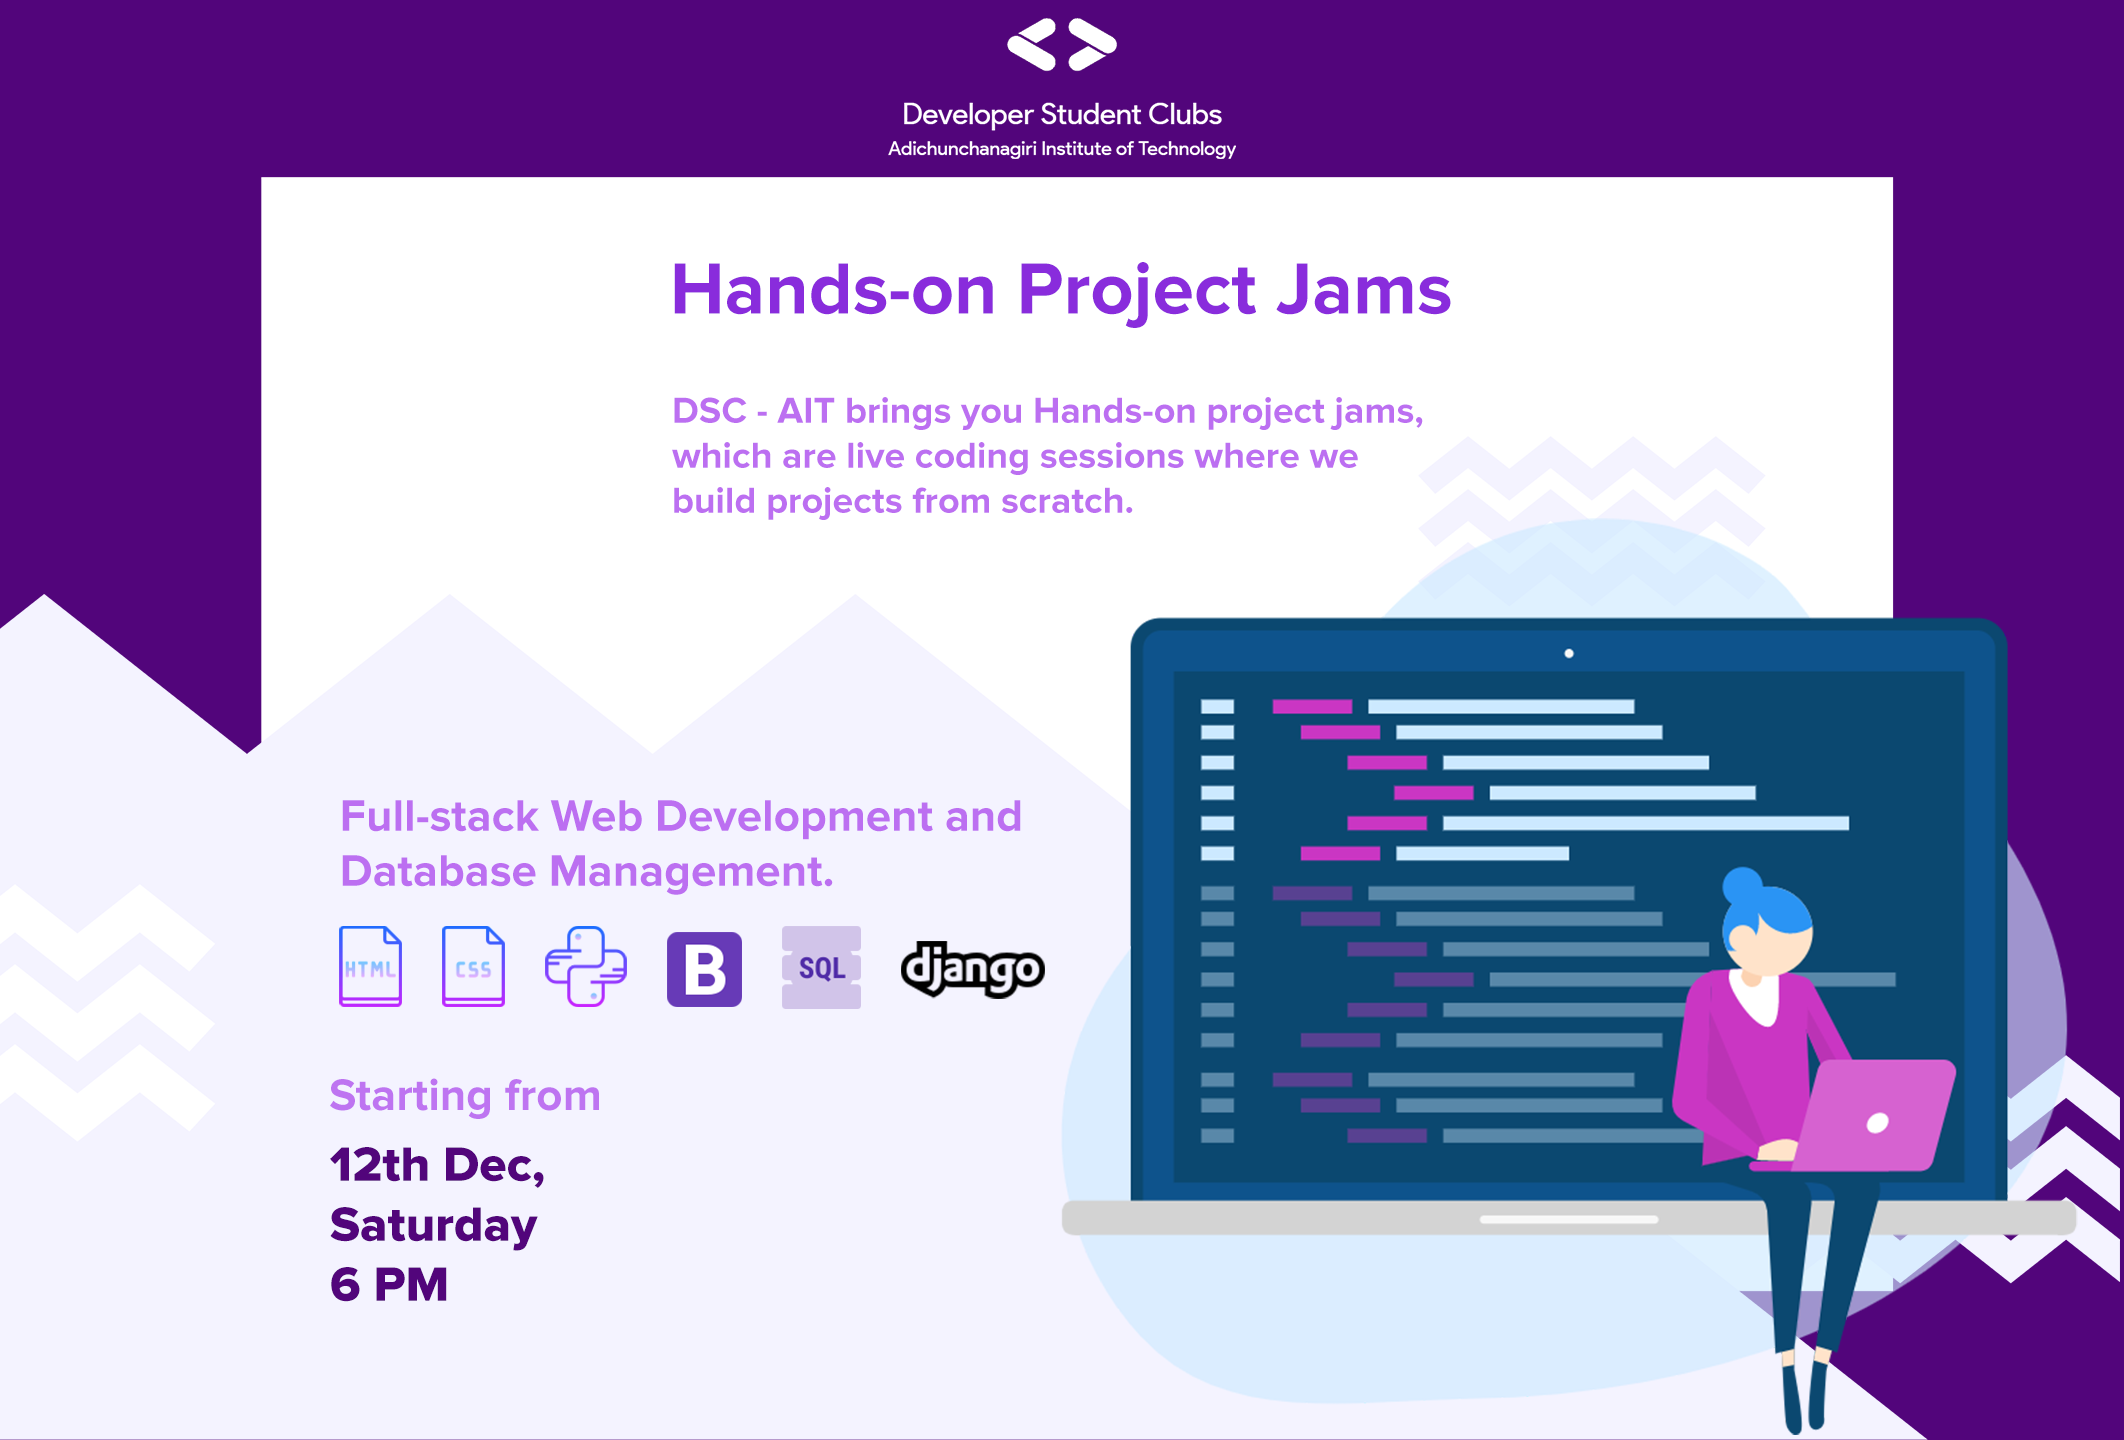 Developer Student Clubs
Adichunchanagiri Institute of Technology
Hands-on Project Jams
DSC - AIT brings you Hands-on project jams,
which are live coding sessions where we
build projects from scratch.
Full-stack Web Development and
Database Management.
HTML CSS B SQL django
Starting from
12th Dec,
Saturday
6 PM